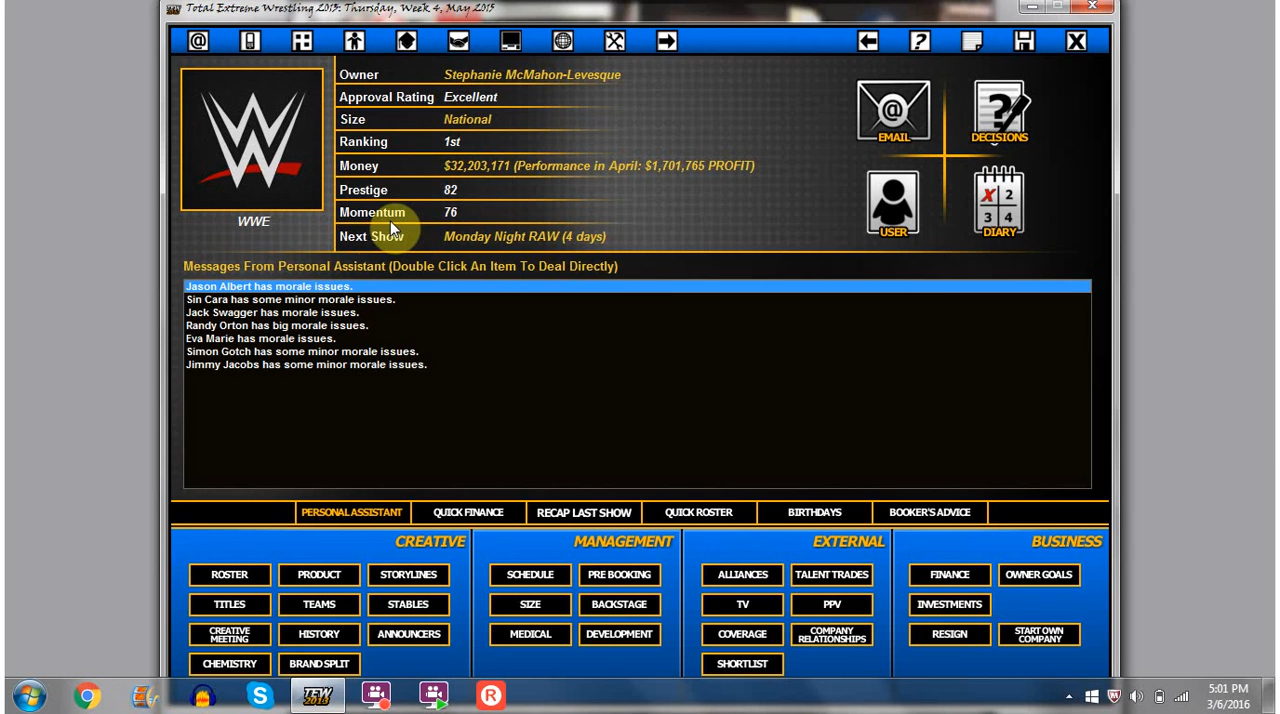 Total Extreme Wrestling 2013: Thursday, Week 4, May 2015
Owner Stephanie McMahon-Levesque
Approval Rating Excellent
Size National
Ranking 1st
Money $32,203,171 (Performance in April: $1,701,765 PROFIT)
Prestige 82
Momentum 76
Next Show Monday Night RAW (4 days)
WWE
EMAIL DECISIONS
USER DIARY
X 2
3 4
Messages From Personal Assistant (Double Click An Item To Deal Directly)
Jason Albert has morale issues.
Sin Cara has some minor morale issues.
Jack Swagger has morale issues.
Randy Orton has big morale issues.
Eva Marie has morale issues.
Simon Gotch has some minor morale issues.
Jimmy Jacobs has some minor morale issues.
PERSONAL ASSISTANT QUICK FINANCE RECAP LAST SHOW QUICK ROSTER BIRTHDAYS BOOKER'S ADVICE
CREATIVE MANAGEMENT EXTERNAL BUSINESS
ROSTER PRODUCT STORYLINES SCHEDULE PRE BOOKING ALLIANCES TALENT TRADES FINANCE OWNER GOALS
TITLES TEAMS STABLES SIZE BACKSTAGE TV PPV INVESTMENTS
CREATIVE MEETING HISTORY ANNOUNCERS MEDICAL DEVELOPMENT COVERAGE COMPANY RELATIONSHIPS RESIGN START OWN COMPANY
CHEMISTRY BRAND SPLIT SHORTLIST
TEW 2013
5:01 PM
3/6/2016